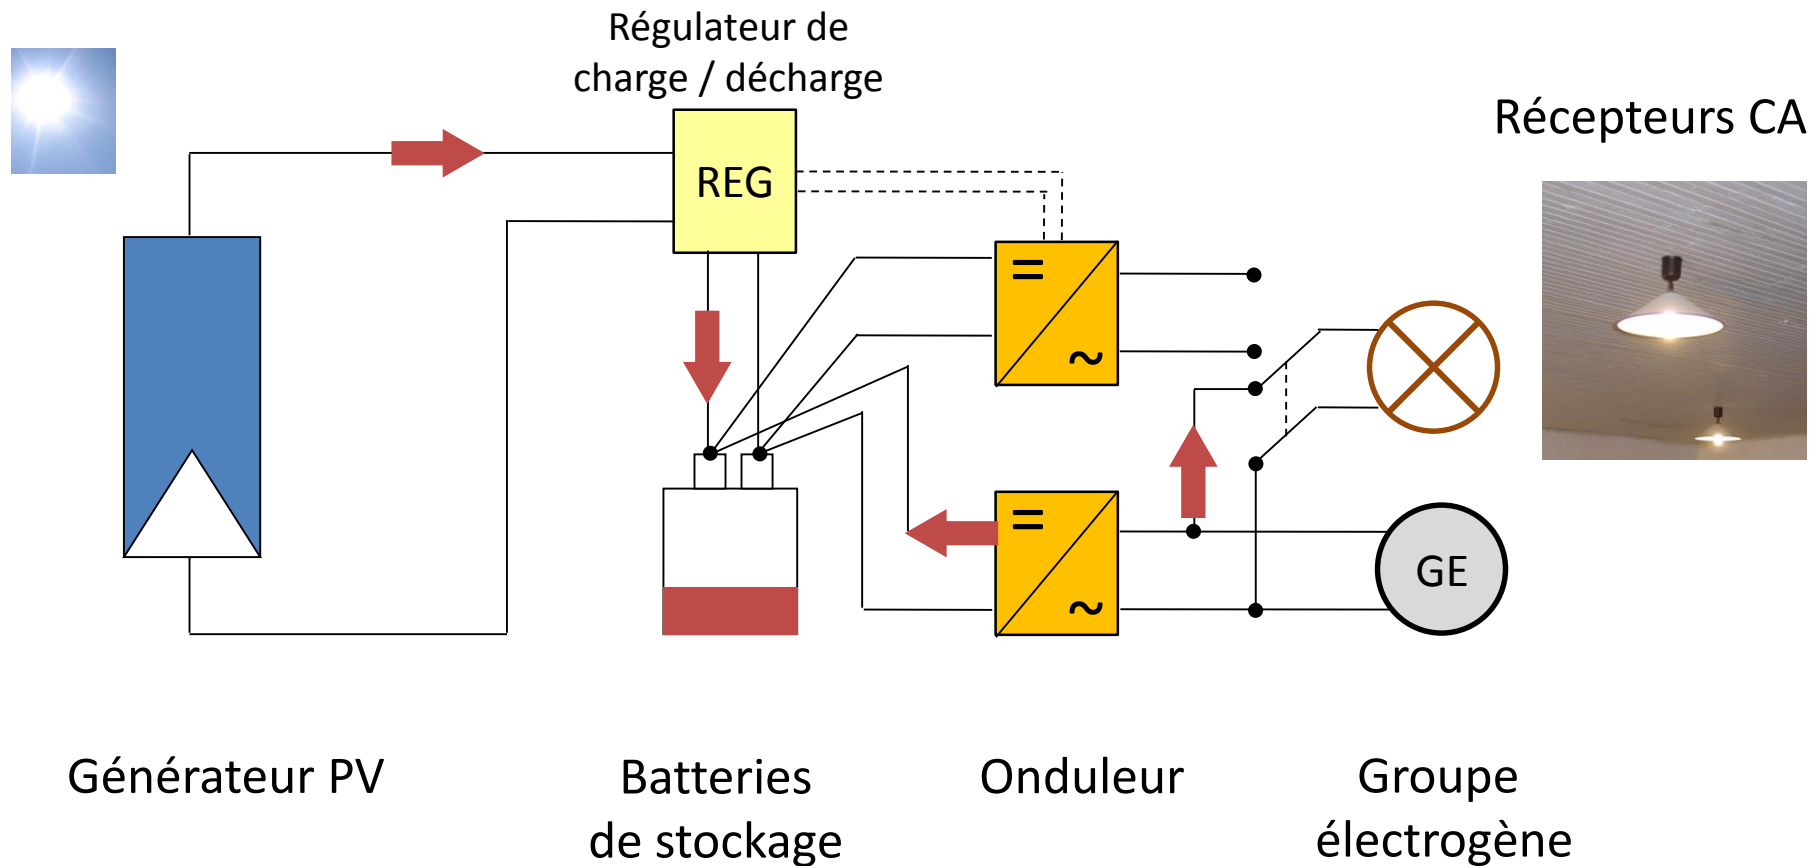 Régulateur de
charge / décharge
Récepteurs CA
REG
=
~
=
~
GE
Générateur PV
Batteries
de stockage
Onduleur
Groupe
électrogène